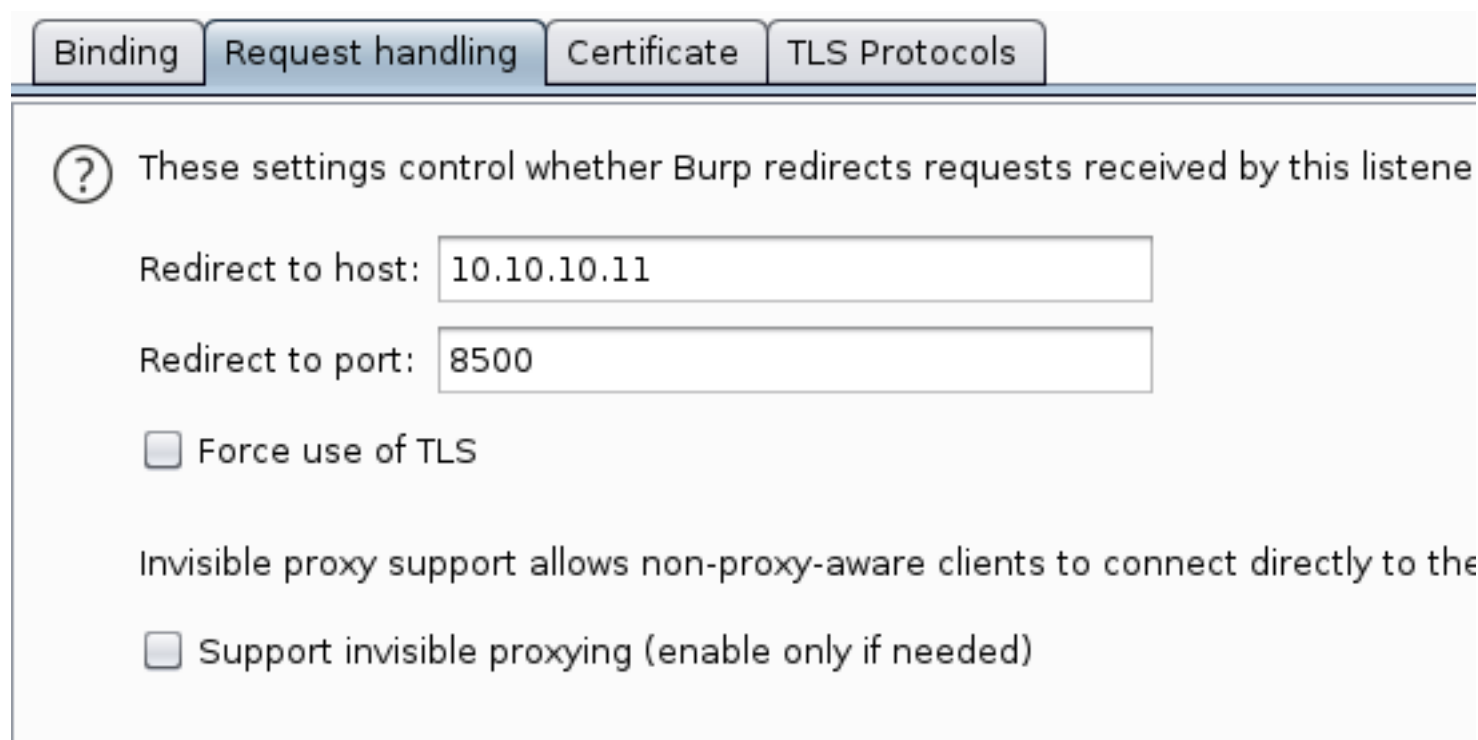 Binding Request handling Certificate TLS Protocols
? These settings control whether Burp redirects requests received by this listene
Redirect to host: 10.10.10.11
Redirect to port: 8500
Force use of TLS
Invisible proxy support allows non-proxy-aware clients to connect directly to the
Support invisible proxying (enable only if needed)